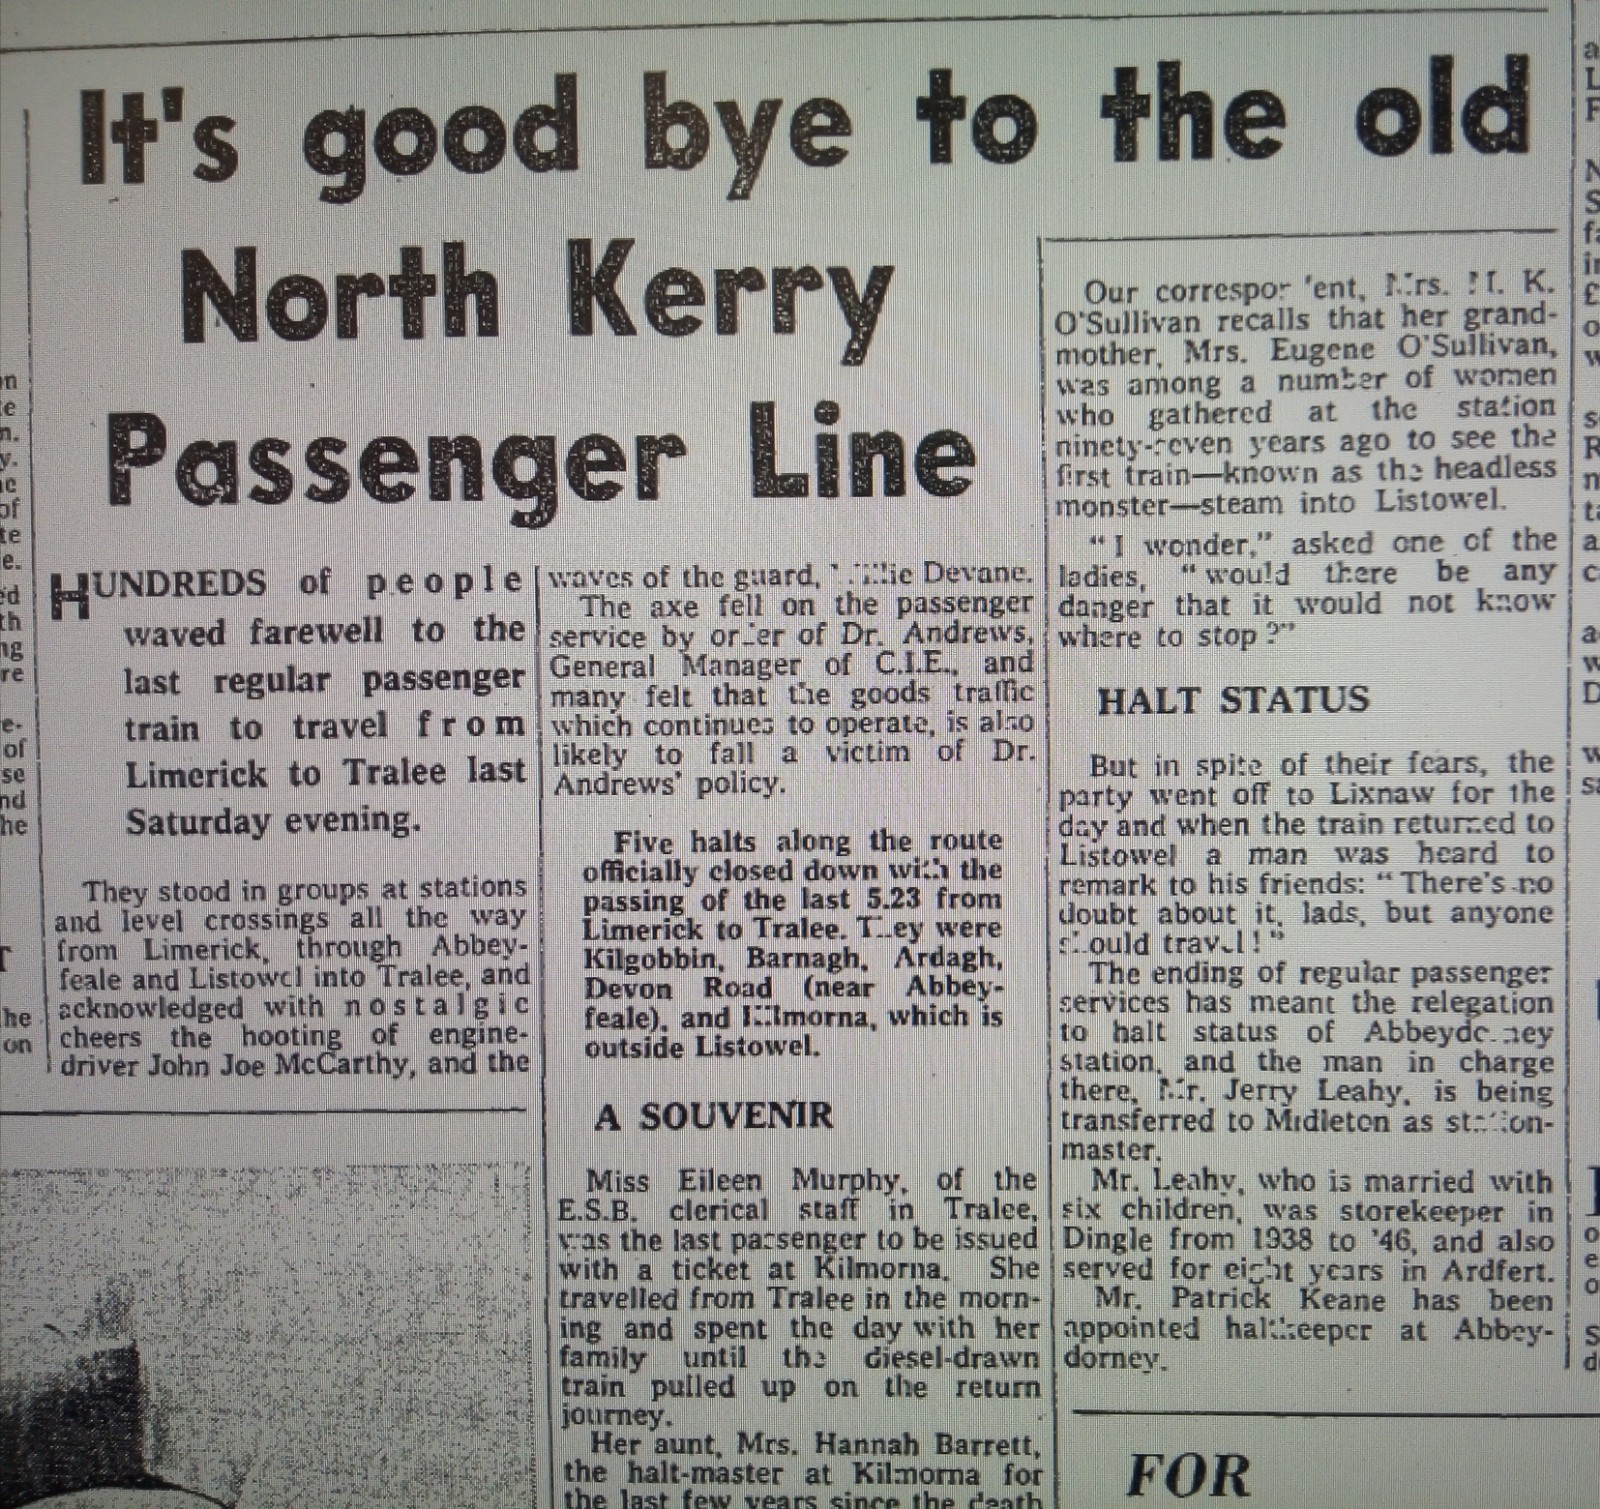 It's good bye to the old
North Kerry
Passenger Line
HUNDREDS of people
waved farewell to the
last regular passenger
train to travel from
Limerick to Tralee last
Saturday evening.
They stood in groups at stations
and level crossings all the way
from Limerick, through Abbey-
feale and Listowel into Tralee, and
acknowledged with nostalgic
cheers the hooting of engine-
driver John Joe McCarthy, and the
waves of the guard, Devane.
The axe fell on the passenger
service by order of Dr. Andrews,
General Manager of C.I.E., and
many felt that the goods traffic
which continues to operate, is also
likely to fall a victim of Dr.
Andrews' policy.
Five halts along the route
officially closed down with the
passing of the last 5.23 from
Limerick to Tralee. They were
Kilgobbin, Barnagh, Ardagh,
Devon Road (near Abbey-
feale), and Kilmorna, which is
outside Listowel.
A SOUVENIR
Miss Eileen Murphy, of the
E.S.B. clerical staff in Tralee,
was the last passenger to be issued
with a ticket at Kilmorna. She
travelled from Tralee in the morn-
ing and spent the day with her
family until the diesel-drawn
train pulled up on the return
journey.
Her aunt, Mrs. Hannah Barrett,
the halt-master at Kilmorna for
the last few years since the death
Our correspondent, Mrs. K.
O'Sullivan recalls that her grand-
mother, Mrs. Eugene O'Sullivan,
was among a number of women
who gathered at the station
ninety-seven years ago to see the
first train—known as the headless
monster—steam into Listowel.
"I wonder," asked one of the
ladies, "would there be any
danger that it would not know
where to stop?"
HALT STATUS
But in spite of their fears, the
party went off to Lixnaw for the
day and when the train returned to
Listowel a man was heard to
remark to his friends: "There's no
doubt about it, lads, but anyone
should travel!"
The ending of regular passenger
services has meant the relegation
to halt status of Abbeydorney
station, and the man in charge
there, Mr. Jerry Leahy, is being
transferred to Midleton as station-
master.
Mr. Leahy, who is married with
six children, was storekeeper in
Dingle from 1938 to '46, and also
served for eight years in Ardfert.
Mr. Patrick Keane has been
appointed haltkeeper at Abbey-
dorney.
FOR